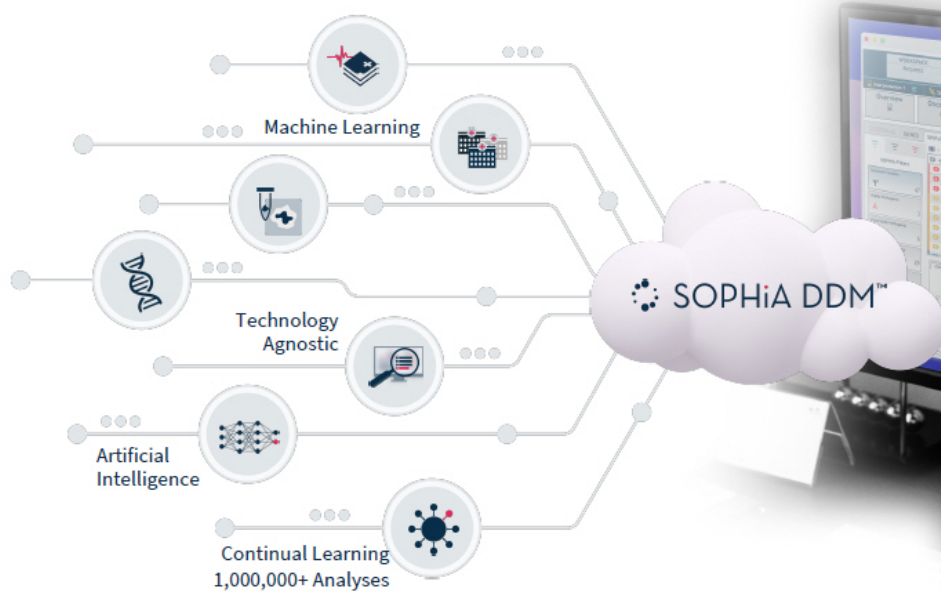 Machine Learning
SOPHiA DDM™
Technology
Agnostic
Artificial
Intelligence
Continual Learning
1,000,000+ Analyses